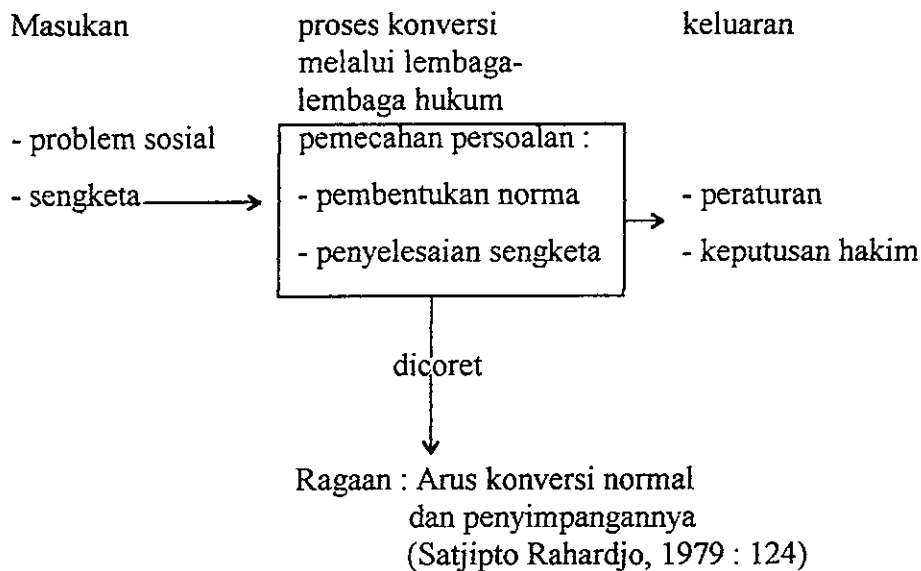 Masukan proses konversi keluaran
melalui lembaga-
lembaga hukum
- problem sosial pemecahan persoalan :
- sengketa - pembentukan norma - peraturan
- penyelesaian sengketa - keputusan hakim
dicoret
Ragaan : Arus konversi normal
dan penyimpangannya
(Satjipto Rahardjo, 1979 : 124)